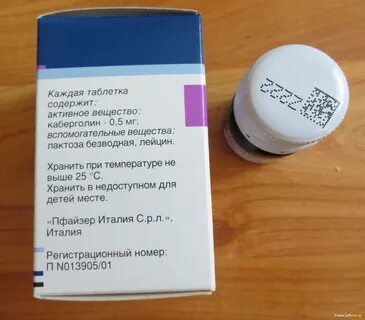 Каждая таблетка
содержит:
активное вещество:
каберголин - 0,5 мг;
вспомогательные вещества:
лактоза безводная, лейцин.
Хранить при температуре не
выше 25 °C.
Хранить в недоступном для
детей месте.
«Пфайзер Италия С.р.л.»,
Италия
Регистрационный номер:
П N013905/01